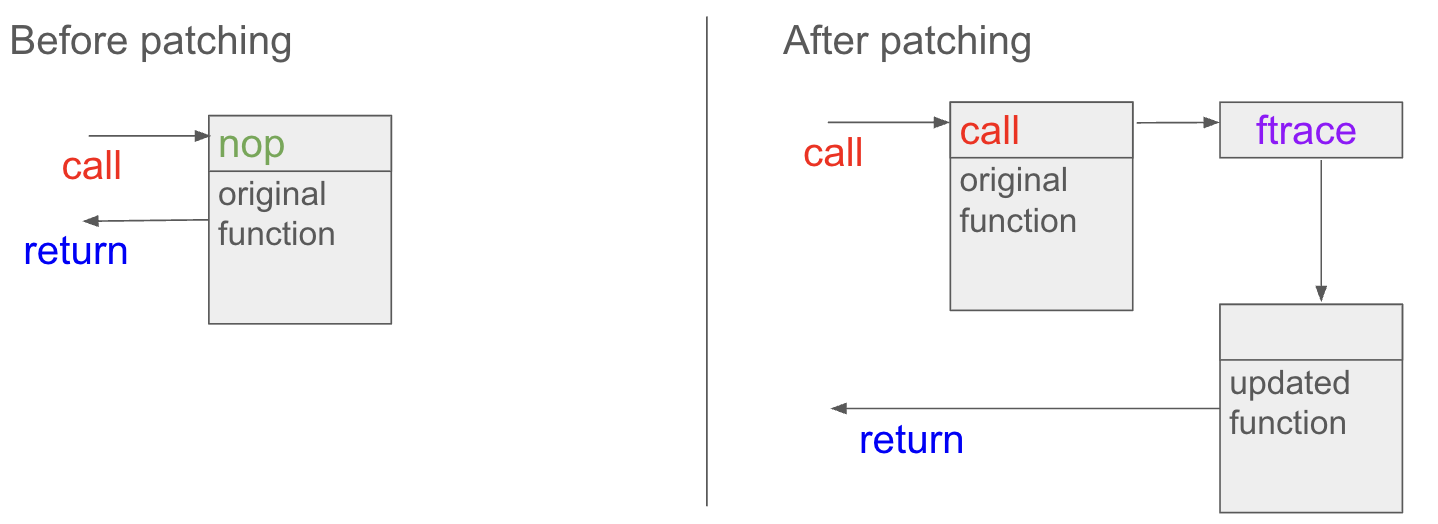 Before patching
nop
call
original
function
return
After patching
call
ftrace
call
original
function
updated
function
return